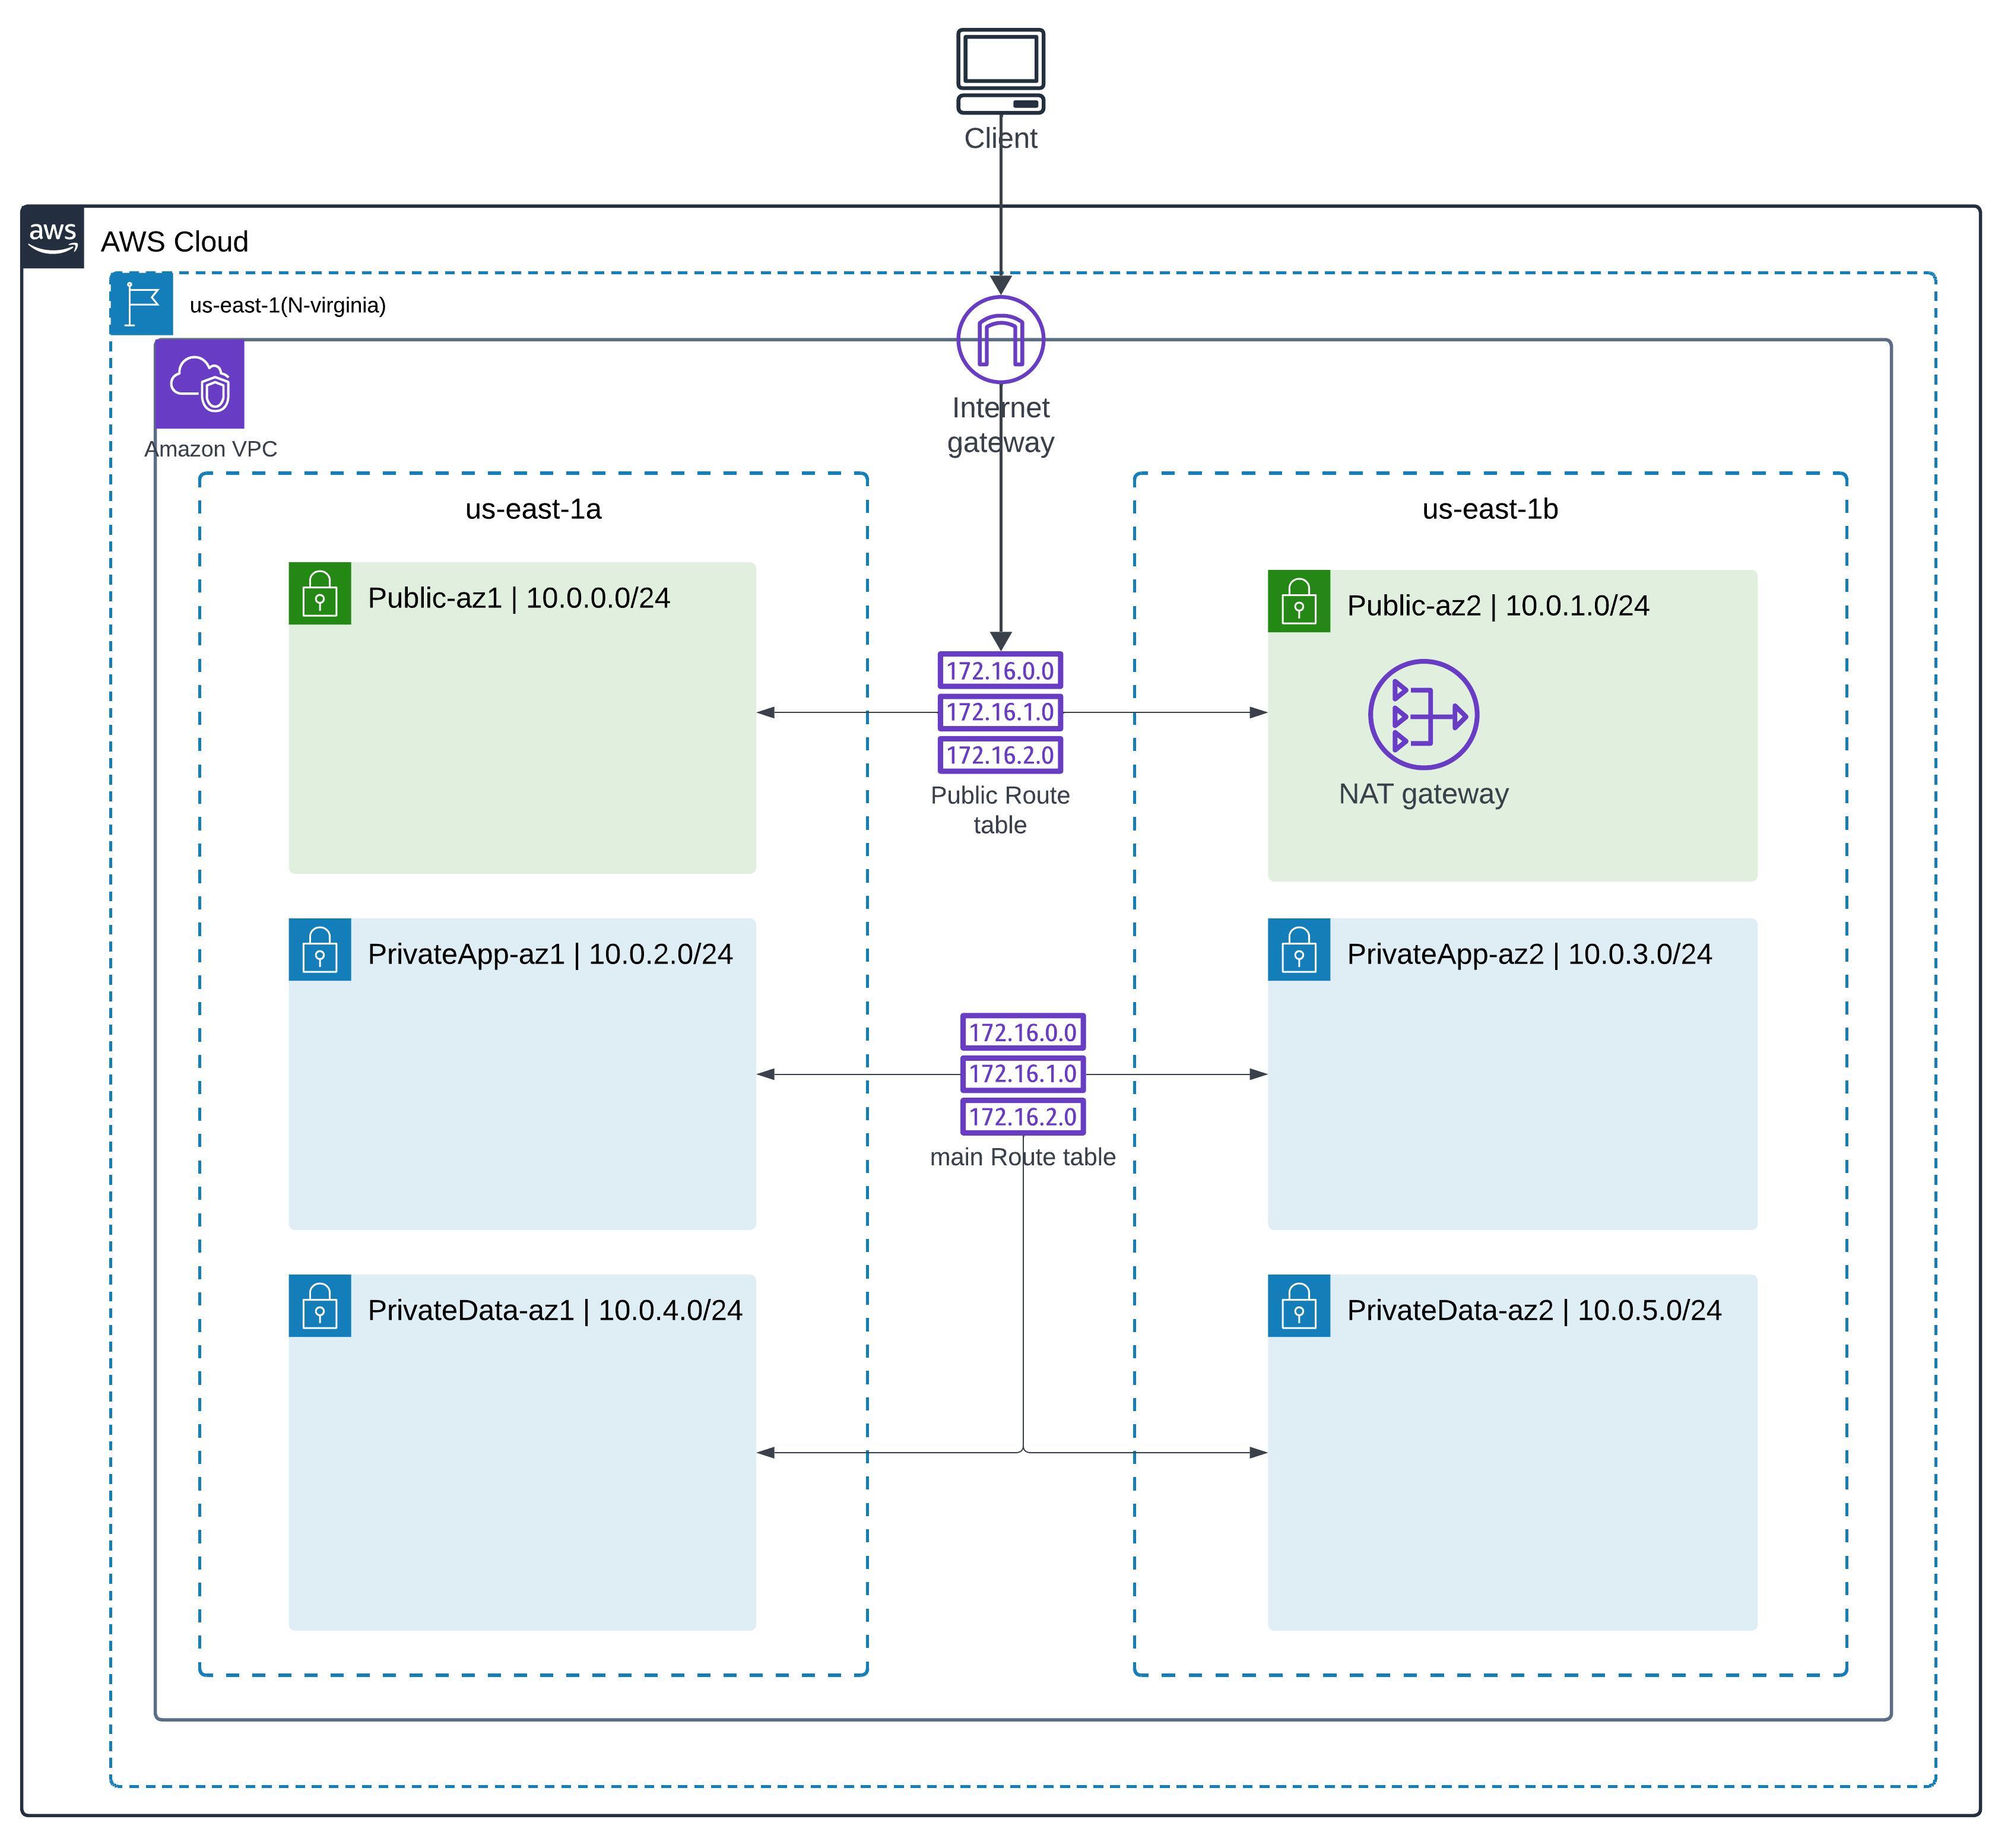 Client
aws
AWS Cloud
us-east-1(N-virginia)
Internet
gateway
Amazon VPC
us-east-1a
us-east-1b
Public-az1 | 10.0.0.0/24
Public-az2 | 10.0.1.0/24
172.16.0.0
172.16.1.0
172.16.2.0
Public Route
table
NAT gateway
PrivateApp-az1 | 10.0.2.0/24
PrivateApp-az2 | 10.0.3.0/24
172.16.0.0
172.16.1.0
172.16.2.0
main Route table
PrivateData-az1 | 10.0.4.0/24
PrivateData-az2 | 10.0.5.0/24